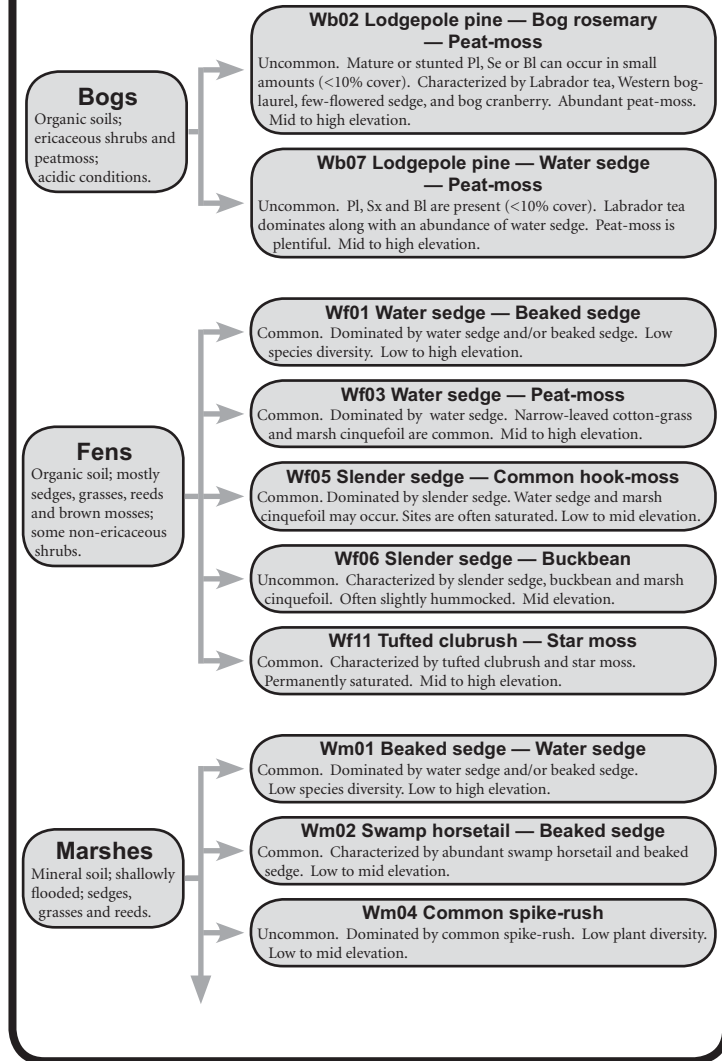 Bogs
Organic soils;
ericaceous shrubs and
peatmoss;
acidic conditions.
Wb02 Lodgepole pine — Bog rosemary
— Peat-moss
Uncommon. Mature or stunted Pl, Se or Bl can occur in small
amounts (<10% cover). Characterized by Labrador tea, Western bog-
laurel, few-flowered sedge, and bog cranberry. Abundant peat-moss.
Mid to high elevation.
Wb07 Lodgepole pine — Water sedge
— Peat-moss
Uncommon. Pl, Sx and Bl are present (<10% cover). Labrador tea
dominates along with an abundance of water sedge. Peat-moss is
plentiful. Mid to high elevation.
Fens
Organic soil; mostly
sedges, grasses, reeds
and brown mosses;
some non-ericaceous
shrubs.
Wf01 Water sedge — Beaked sedge
Common. Dominated by water sedge and/or beaked sedge. Low
species diversity. Low to high elevation.
Wf03 Water sedge — Peat-moss
Common. Dominated by water sedge. Narrow-leaved cotton-grass
and marsh cinquefoil are common. Mid to high elevation.
Wf05 Slender sedge — Common hook-moss
Common. Dominated by slender sedge. Water sedge and marsh
cinquefoil may occur. Sites are often saturated. Low to mid elevation.
Wf06 Slender sedge — Buckbean
Uncommon. Characterized by slender sedge, buckbean and marsh
cinquefoil. Often slightly hummocked. Mid elevation.
Wf11 Tufted clubrush — Star moss
Common. Characterized by tufted clubrush and star moss.
Permanently saturated. Mid to high elevation.
Marshes
Mineral soil; shallowly
flooded; sedges,
grasses and reeds.
Wm01 Beaked sedge — Water sedge
Common. Dominated by water sedge and/or beaked sedge.
Low species diversity. Low to high elevation.
Wm02 Swamp horsetail — Beaked sedge
Common. Characterized by abundant swamp horsetail and beaked
sedge. Low to mid elevation.
Wm04 Common spike-rush
Uncommon. Dominated by common spike-rush. Low plant diversity.
Low to mid elevation.